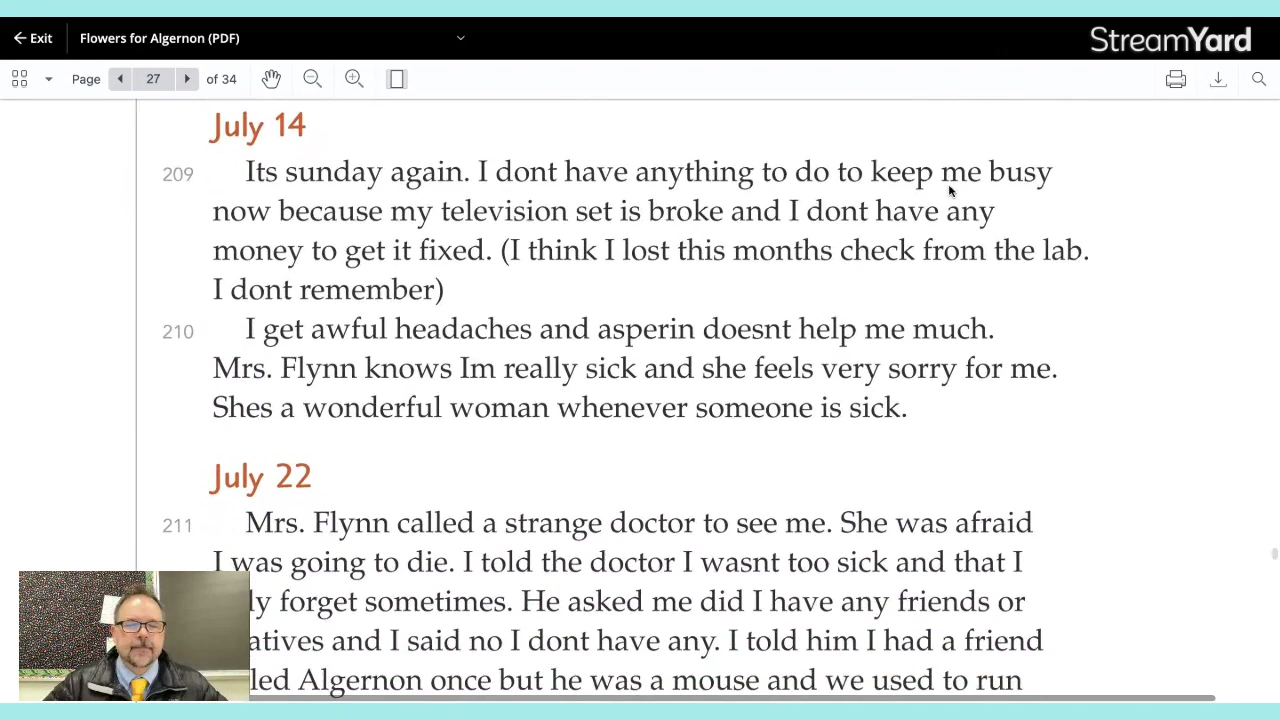 Exit
Flowers for Algernon (PDF)
StreamYard
Page 27 of 34
July 14
209 Its sunday again. I dont have anything to do to keep me busy
now because my television set is broke and I dont have any
money to get it fixed. (I think I lost this months check from the lab.
I dont remember)
210 I get awful headaches and asperin doesnt help me much.
Mrs. Flynn knows Im really sick and she feels very sorry for me.
Shes a wonderful woman whenever someone is sick.
July 22
211 Mrs. Flynn called a strange doctor to see me. She was afraid
I was going to die. I told the doctor I wasnt too sick and that I
ly forget sometimes. He asked me did I have any friends or
atives and I said no I dont have any. I told him I had a friend
led Algernon once but he was a mouse and we used to run